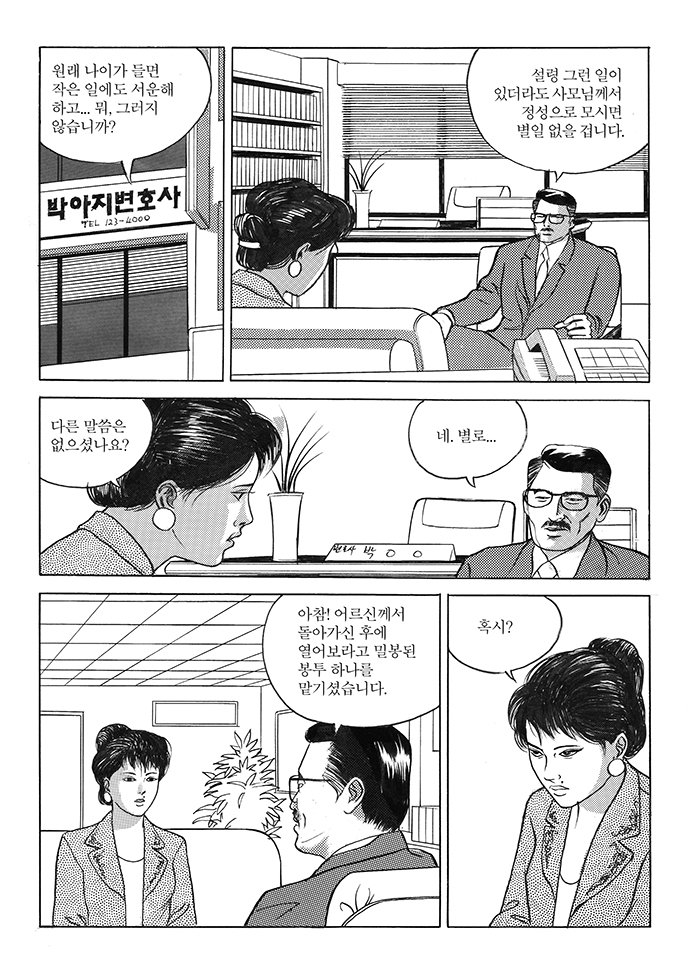 원래 나이가 들면
작은 일에도 서운해
하고... 뭐, 그러지
않습니까?
박아지변호사
TEL 123-4000
설령 그런 일이
있더라도 사모님께서
정성으로 모시면
별일 없을 겁니다.
다른 말씀은
없으셨나요?
네. 별로...
변호사 박 ○ ○
아참! 어르신께서
돌아가신 후에
열어보라고 밀봉된
봉투 하나를
맡기셨습니다.
혹시?